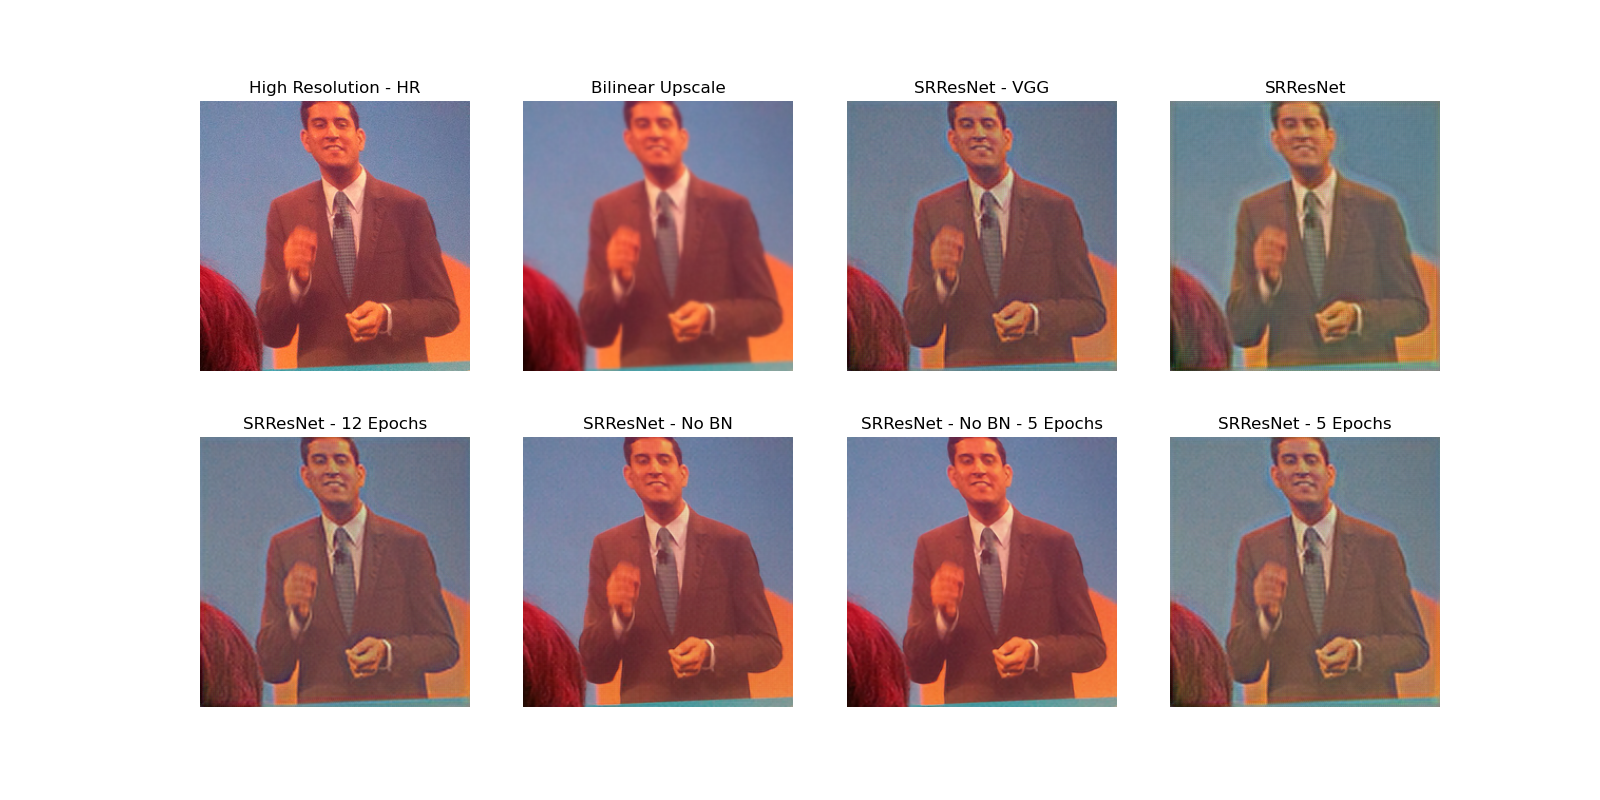 High Resolution - HR
Bilinear Upscale
SRResNet - VGG
SRResNet
SRResNet - 12 Epochs
SRResNet - No BN
SRResNet - No BN - 5 Epochs
SRResNet - 5 Epochs